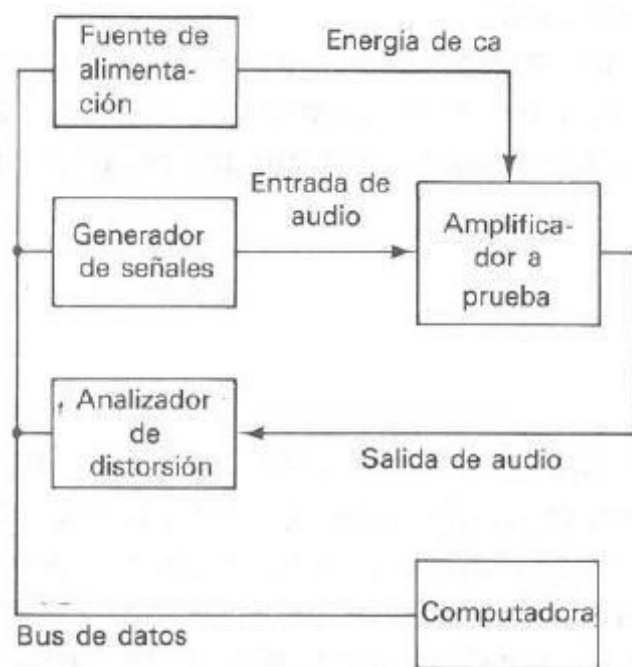 Fuente de
alimenta-
ción
Energía de ca
Entrada de
audio
Generador
de señales
Amplifica-
dor a
prueba
Analizador
de
distorsión
Salida de audio
Computadora
Bus de datos